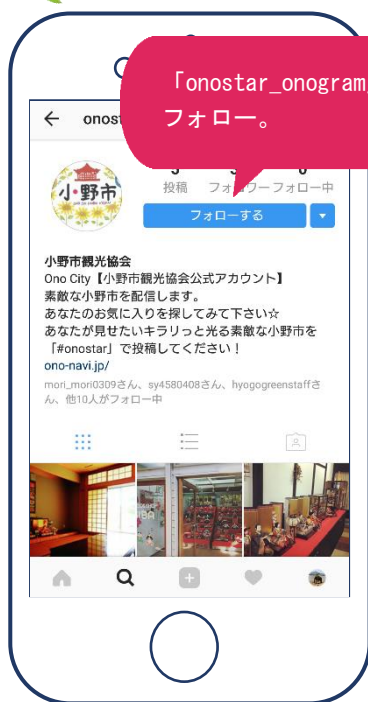 「onostar_onogram
フォロー。
onost
小野市
投稿 フォロワー フォロー中
フォローする
小野市観光協会
Ono City【小野市観光協会公式アカウント】
素敵な小野市を配信します。
あなたのお気に入りを探してみて下さい☆
あなたが見せたいキラリっと光る素敵な小野市を
「#onostar」で投稿してください！
ono-navi.jp/
mori_mori0309さん、sy4580408さん、hyogogreenstaffさ
ん、他10人がフォロー中